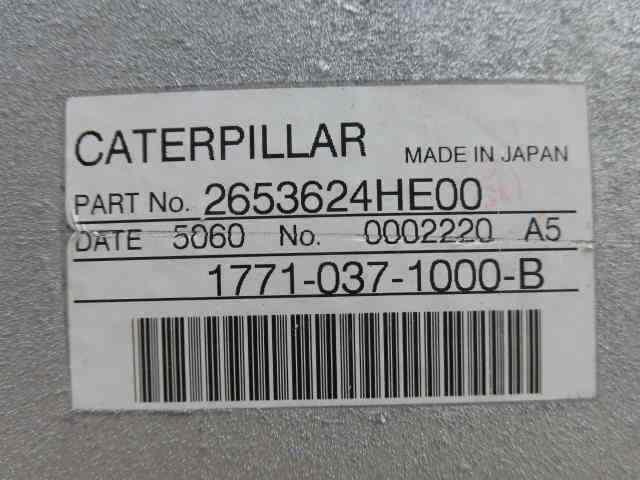 CATERPILLAR MADE IN JAPAN
PART No. 2653624HE00
DATE 5060 No. 0002220 A5
1771-037-1000-B